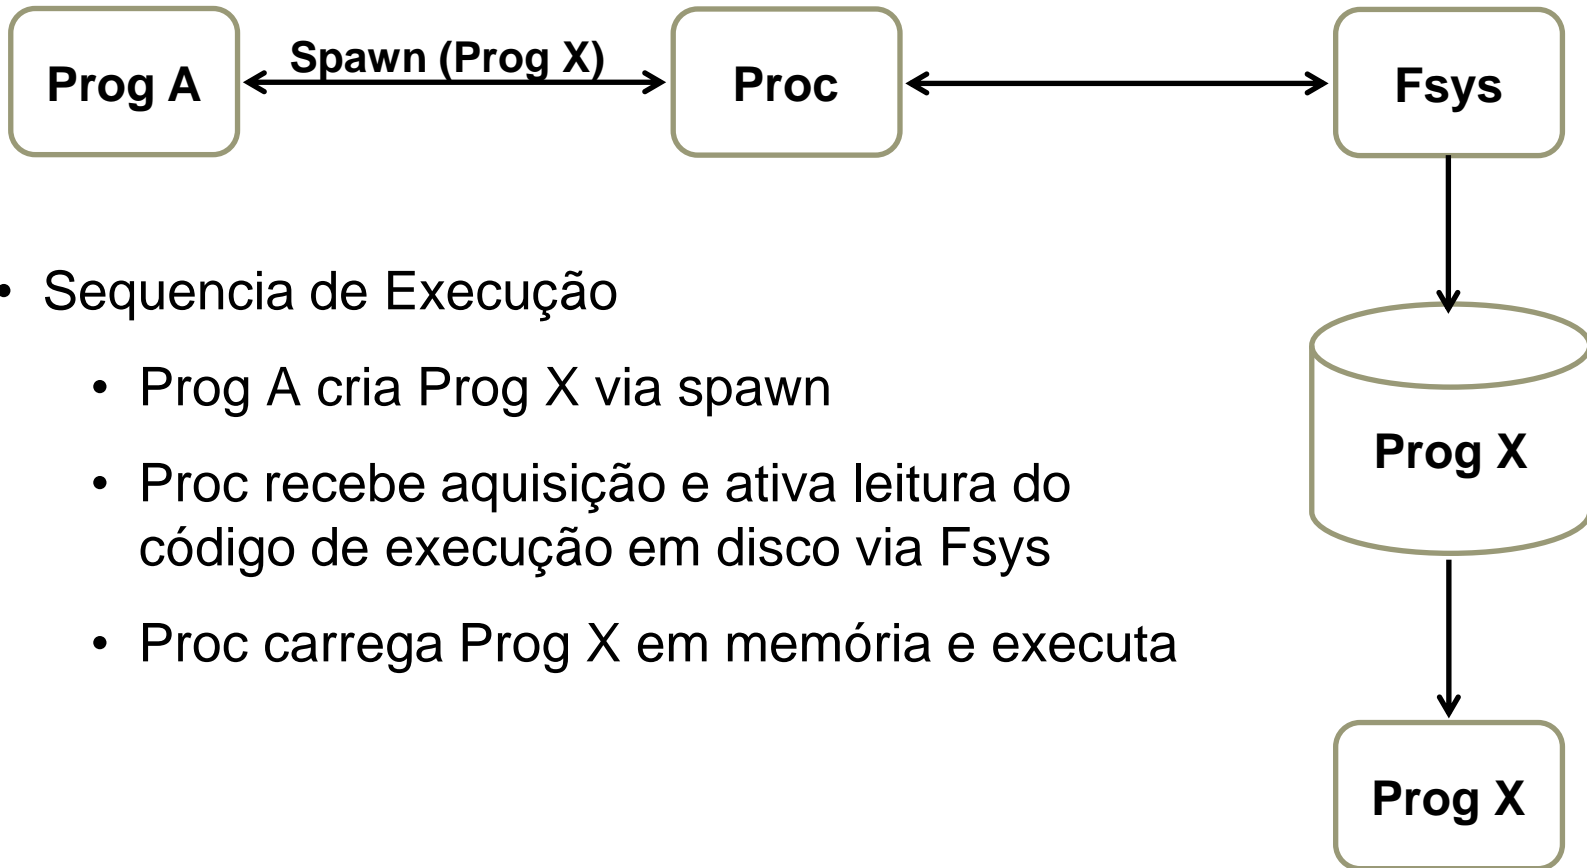 Prog A
Spawn (Prog X)
Proc
Fsys
• Sequencia de Execução
• Prog A cria Prog X via spawn
• Proc recebe aquisição e ativa leitura do
código de execução em disco via Fsys
• Proc carrega Prog X em memória e executa
Prog X
Prog X